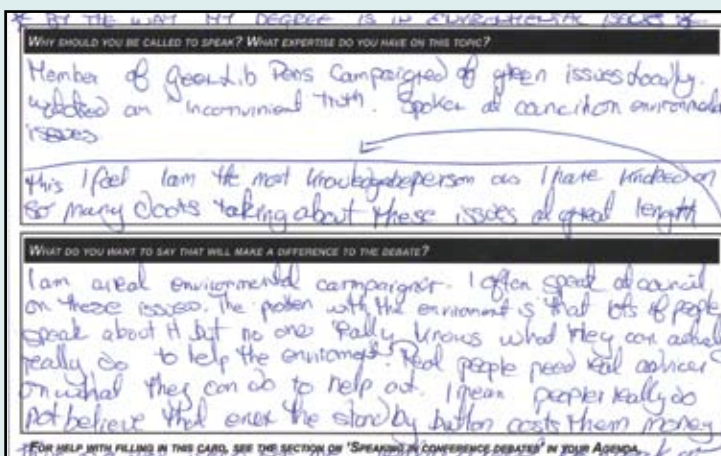 * BY THE WAY MY DEGREE IS IN ENVIRONMENTAL ISSUES *
WHY SHOULD YOU BE CALLED TO SPEAK? WHAT EXPERTISE DO YOU HAVE ON THIS TOPIC?
Member of Green Lib Dems Campaigned of green issues locally.
watched an "inconvinient truth". Spoken at council on environmental
issues
this I feel I am the most knowledgable person as I have knocked on
so many doors talking about these issues at great length
WHAT DO YOU WANT TO SAY THAT WILL MAKE A DIFFERENCE TO THE DEBATE?
I am a real environmental campaigner. I often speak at council
on these issues. The problem with the environment is that lots of people
speak about it but no one really knows what they can actually
really do to help the enviroment. Real people need real advice
on what they can do to help out. I mean people really do
not believe that even the standby button costs them money
FOR HELP WITH FILLING IN THIS CARD, SEE THE SECTION ON 'SPEAKING IN CONFERENCE DEBATES' IN YOUR AGENDA.